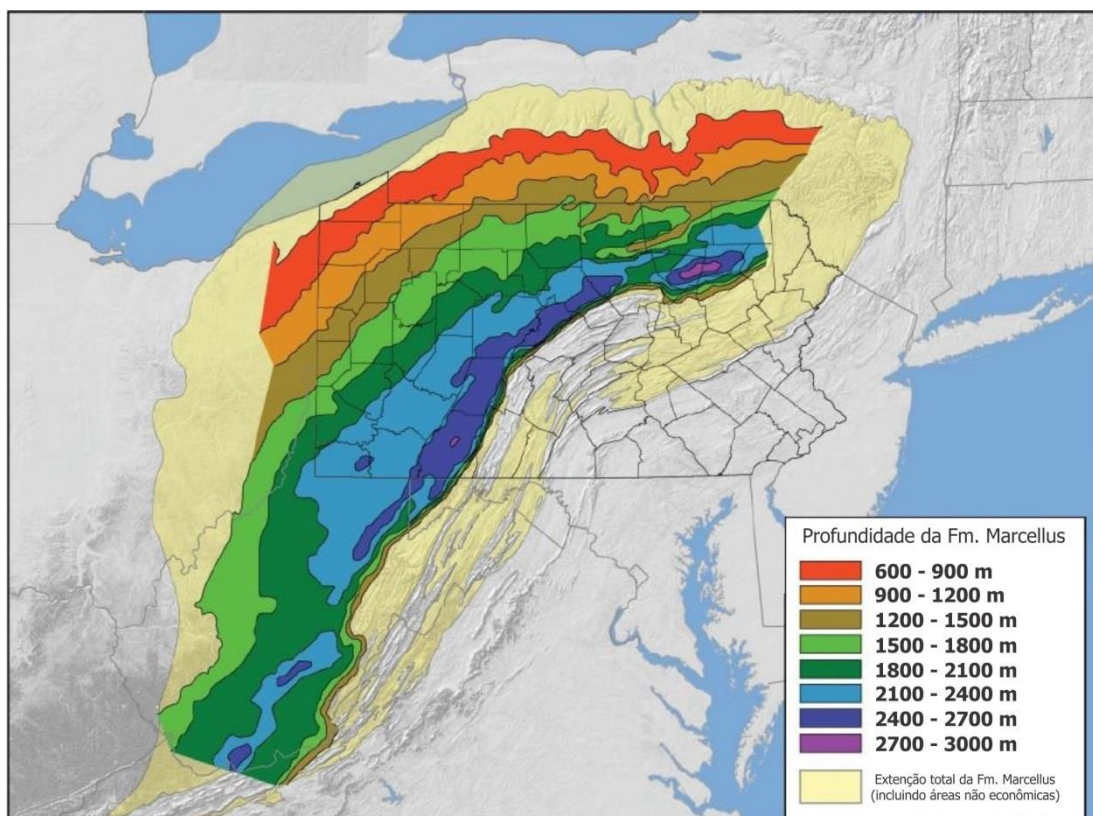 Profundidade da Fm. Marcellus
600 - 900 m
900 - 1200 m
1200 - 1500 m
1500 - 1800 m
1800 - 2100 m
2100 - 2400 m
2400 - 2700 m
2700 - 3000 m
Extenção total da Fm. Marcellus
(incluindo áreas não econômicas)